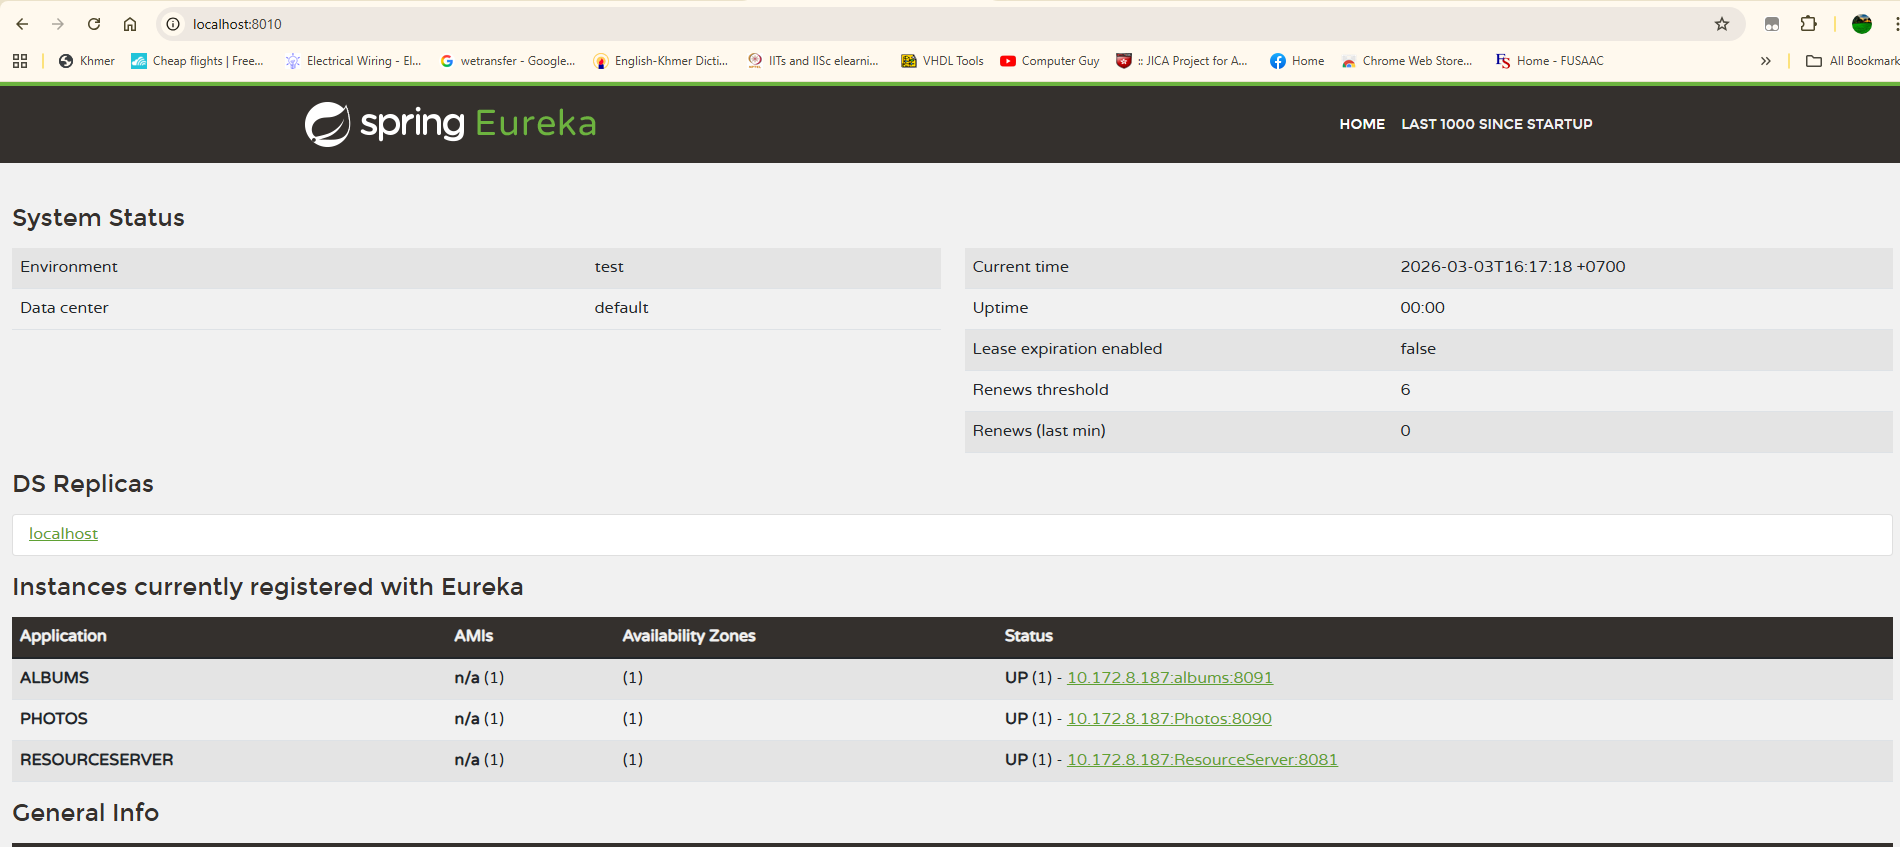 localhost:8010
Khmer Cheap flights | Free... Electrical Wiring - El... wetransfer - Google... English-Khmer Dicti... IITs and IISc elearni... VHDL Tools Computer Guy :: JICA Project for A... Home Chrome Web Store... Home - FUSAAC » All Bookmark
spring Eureka HOME LAST 1000 SINCE STARTUP
System Status
Environment test
Data center default
Current time 2026-03-03T16:17:18 +0700
Uptime 00:00
Lease expiration enabled false
Renews threshold 6
Renews (last min) 0
DS Replicas
localhost
Instances currently registered with Eureka
Application AMIs Availability Zones Status
ALBUMS n/a (1) (1) UP (1) - 10.172.8.187:albums:8091
PHOTOS n/a (1) (1) UP (1) - 10.172.8.187:Photos:8090
RESOURCESERVER n/a (1) (1) UP (1) - 10.172.8.187:ResourceServer:8081
General Info